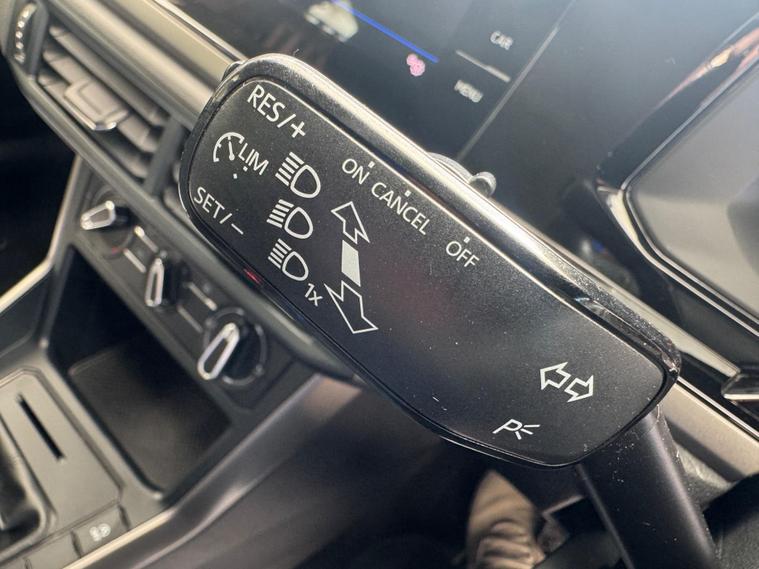 CAR
MENU
RES/+
LIM
SET/–
ON CANCEL OFF
1x
P